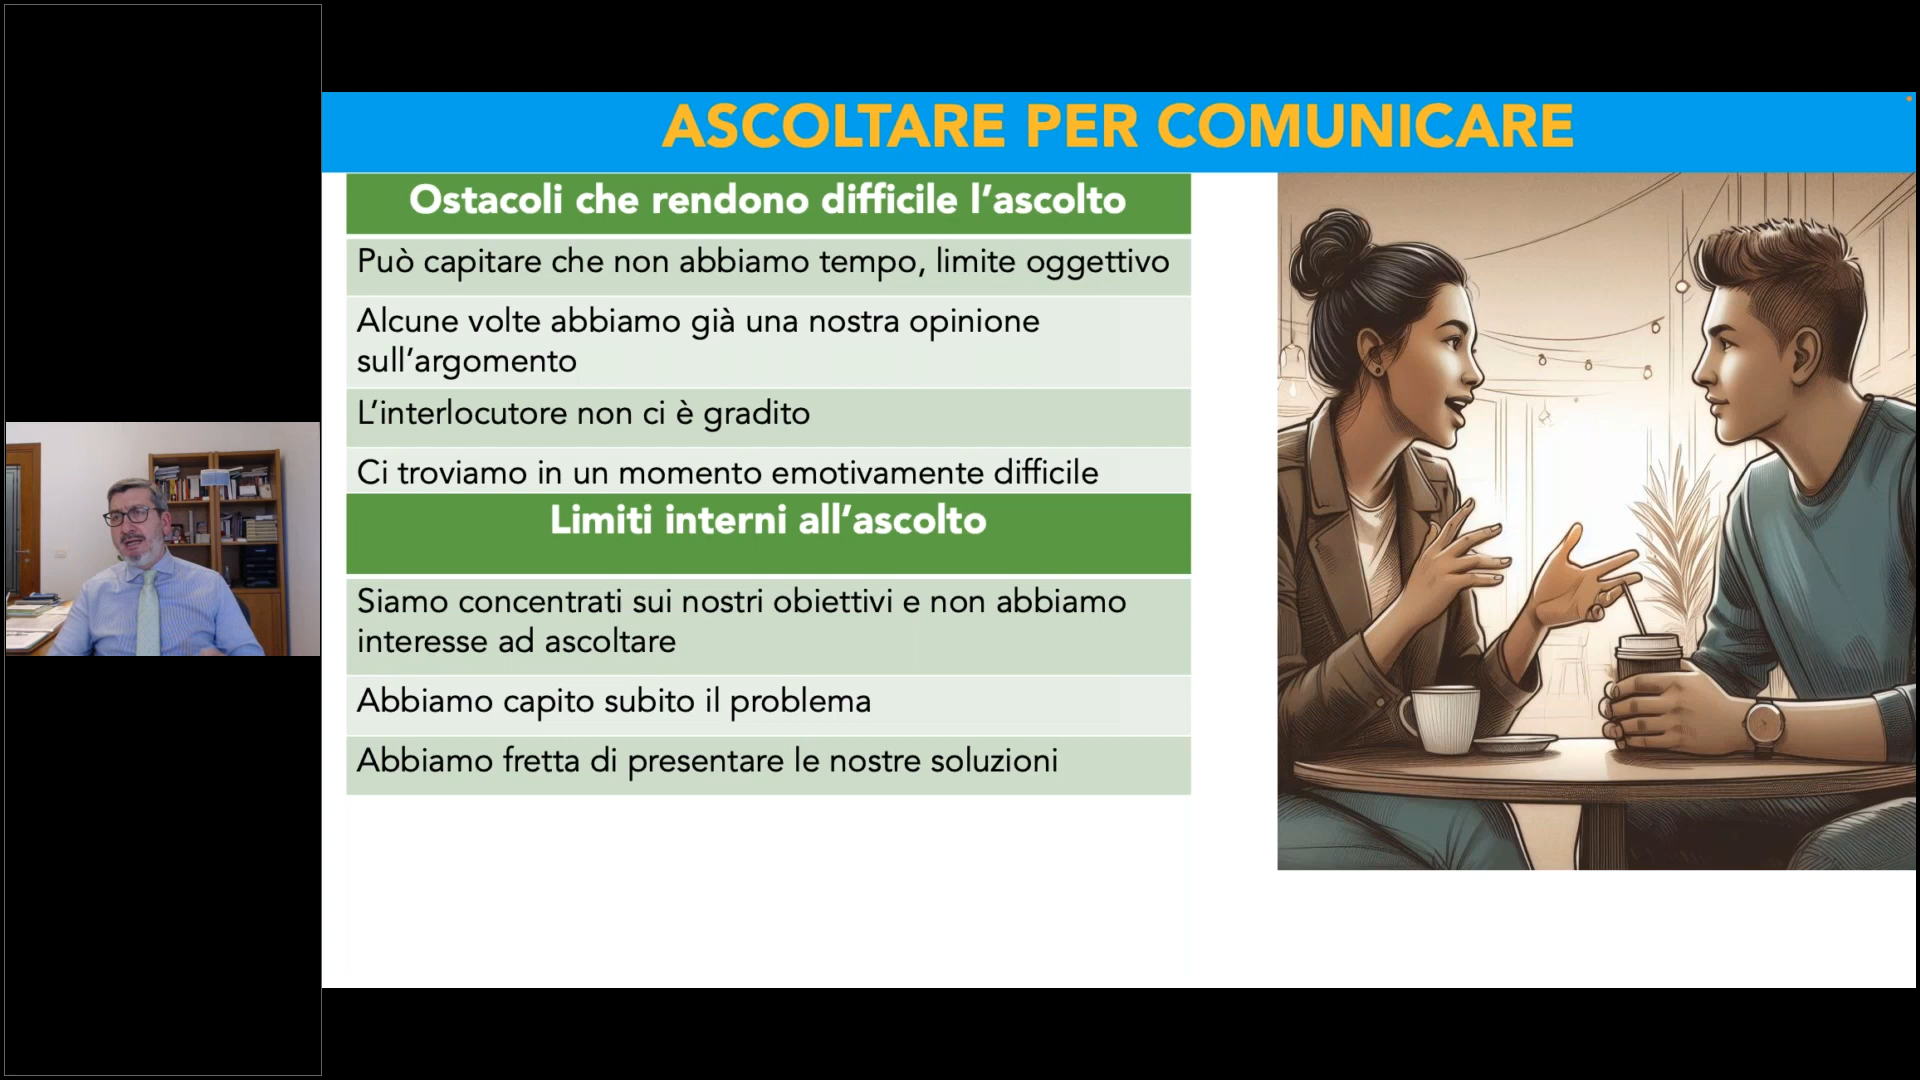 ASCOLTARE PER COMUNICARE
Ostacoli che rendono difficile l’ascolto
Può capitare che non abbiamo tempo, limite oggettivo
Alcune volte abbiamo già una nostra opinione
sull’argomento
L’interlocutore non ci è gradito
Ci troviamo in un momento emotivamente difficile
Limiti interni all’ascolto
Siamo concentrati sui nostri obiettivi e non abbiamo
interesse ad ascoltare
Abbiamo capito subito il problema
Abbiamo fretta di presentare le nostre soluzioni